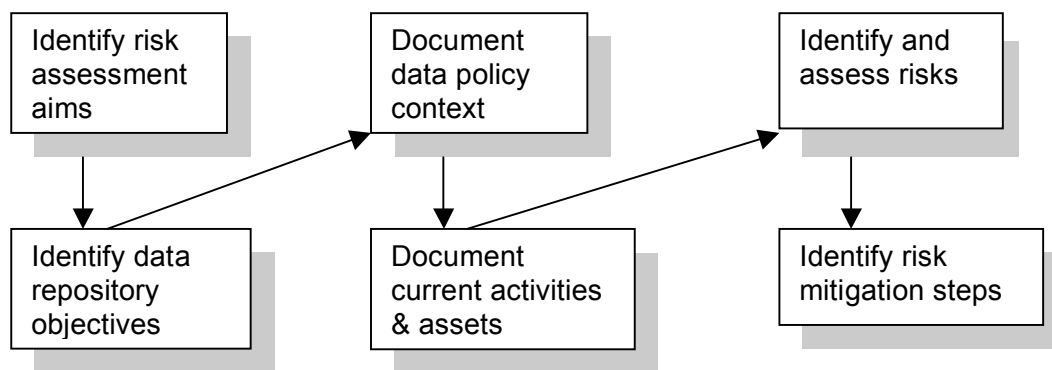 Identify risk
assessment
aims
Identify data
repository
objectives
Document
data policy
context
Document
current activities
& assets
Identify and
assess risks
Identify risk
mitigation steps